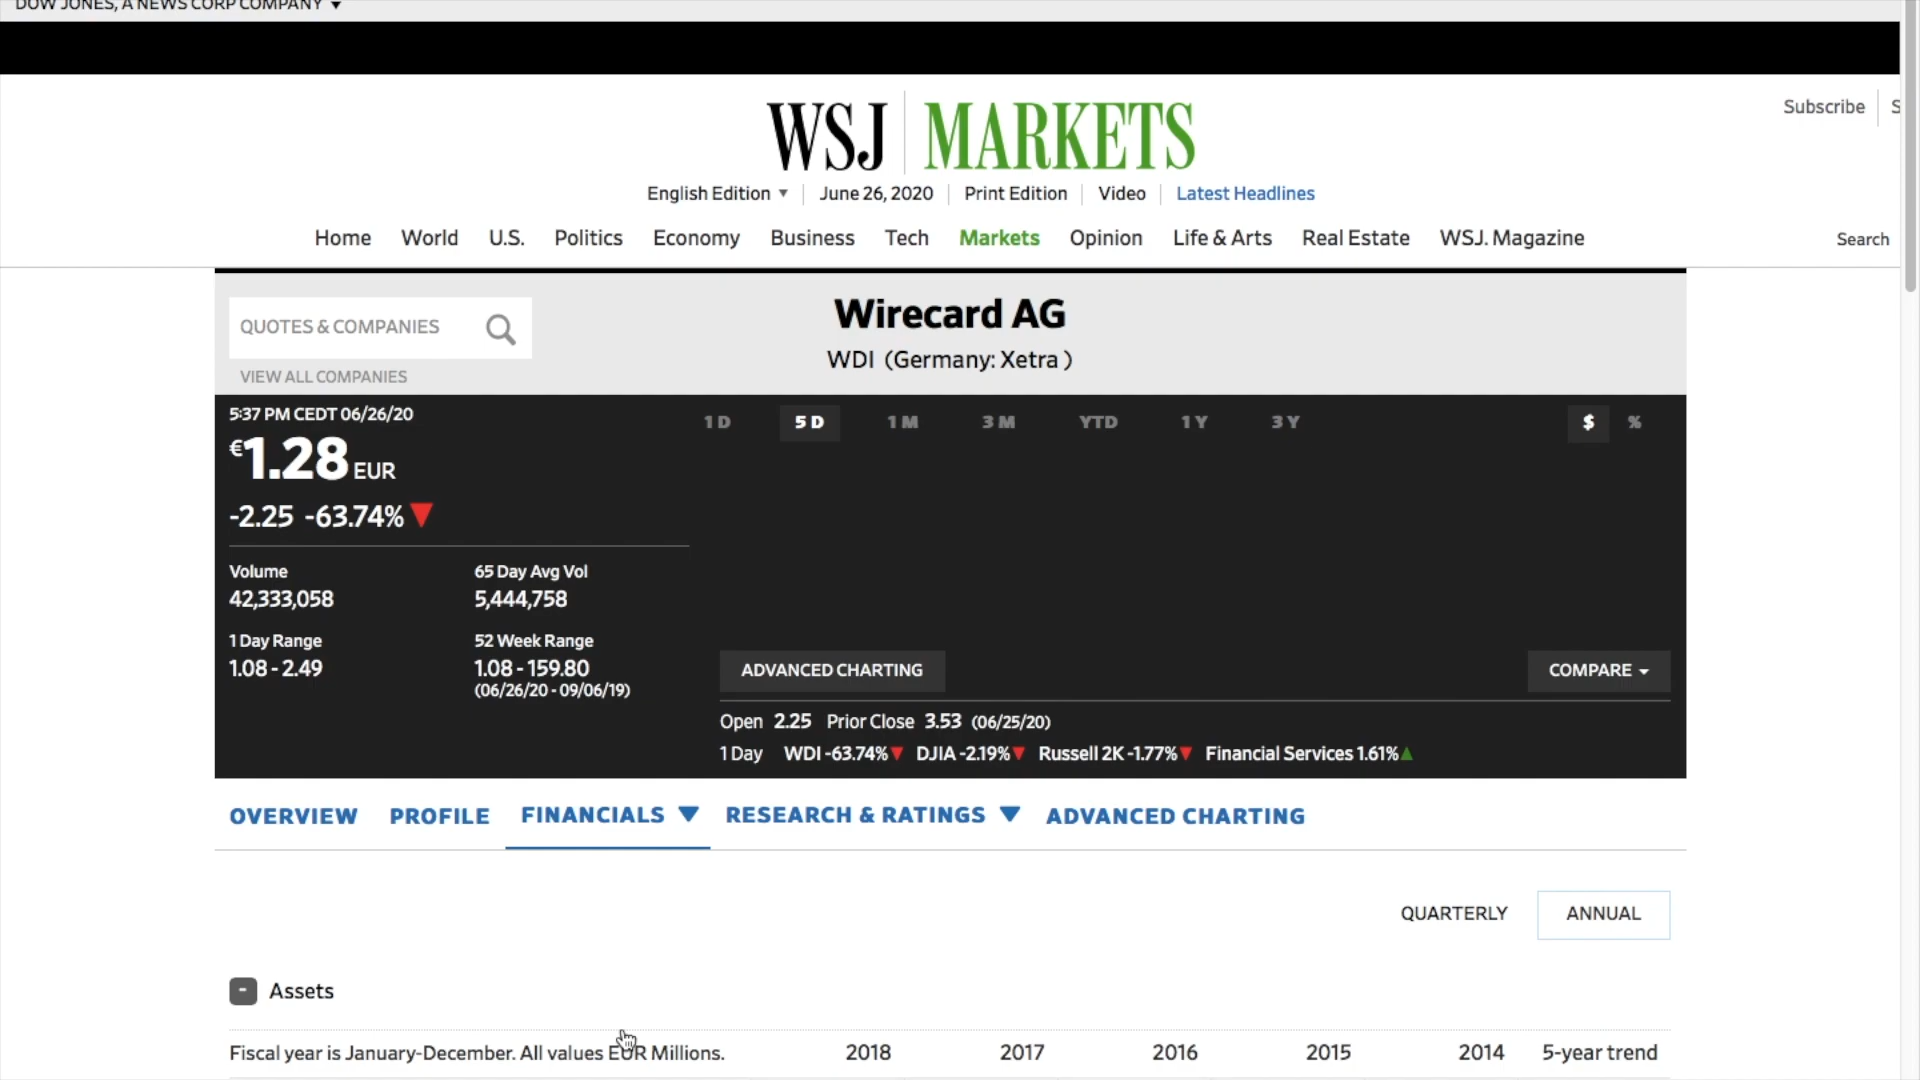 DOW JONES, A NEWS CORP COMPANY ▼
WSJ MARKETS
Subscribe
English Edition ▼ June 26, 2020 Print Edition Video Latest Headlines
Home World U.S. Politics Economy Business Tech Markets Opinion Life & Arts Real Estate WSJ. Magazine Search
Wirecard AG
QUOTES & COMPANIES
WDI (Germany: Xetra )
VIEW ALL COMPANIES
5:37 PM CEDT 06/26/20
1 D 5 D 1 M 3 M YTD 1 Y 3 Y $ %
€1.28 EUR
-2.25 -63.74% ▼
Volume 65 Day Avg Vol
42,333,058 5,444,758
1 Day Range 52 Week Range
1.08 - 2.49 1.08 - 159.80
(06/26/20 - 09/06/19)
ADVANCED CHARTING COMPARE
Open 2.25 Prior Close 3.53 (06/25/20)
1 Day WDI -63.74% ▼ DJIA -2.19% ▼ Russell 2K -1.77% ▼ Financial Services 1.61% ▲
OVERVIEW PROFILE FINANCIALS ▼ RESEARCH & RATINGS ▼ ADVANCED CHARTING
QUARTERLY ANNUAL
- Assets
Fiscal year is January-December. All values EUR Millions. 2018 2017 2016 2015 2014 5-year trend